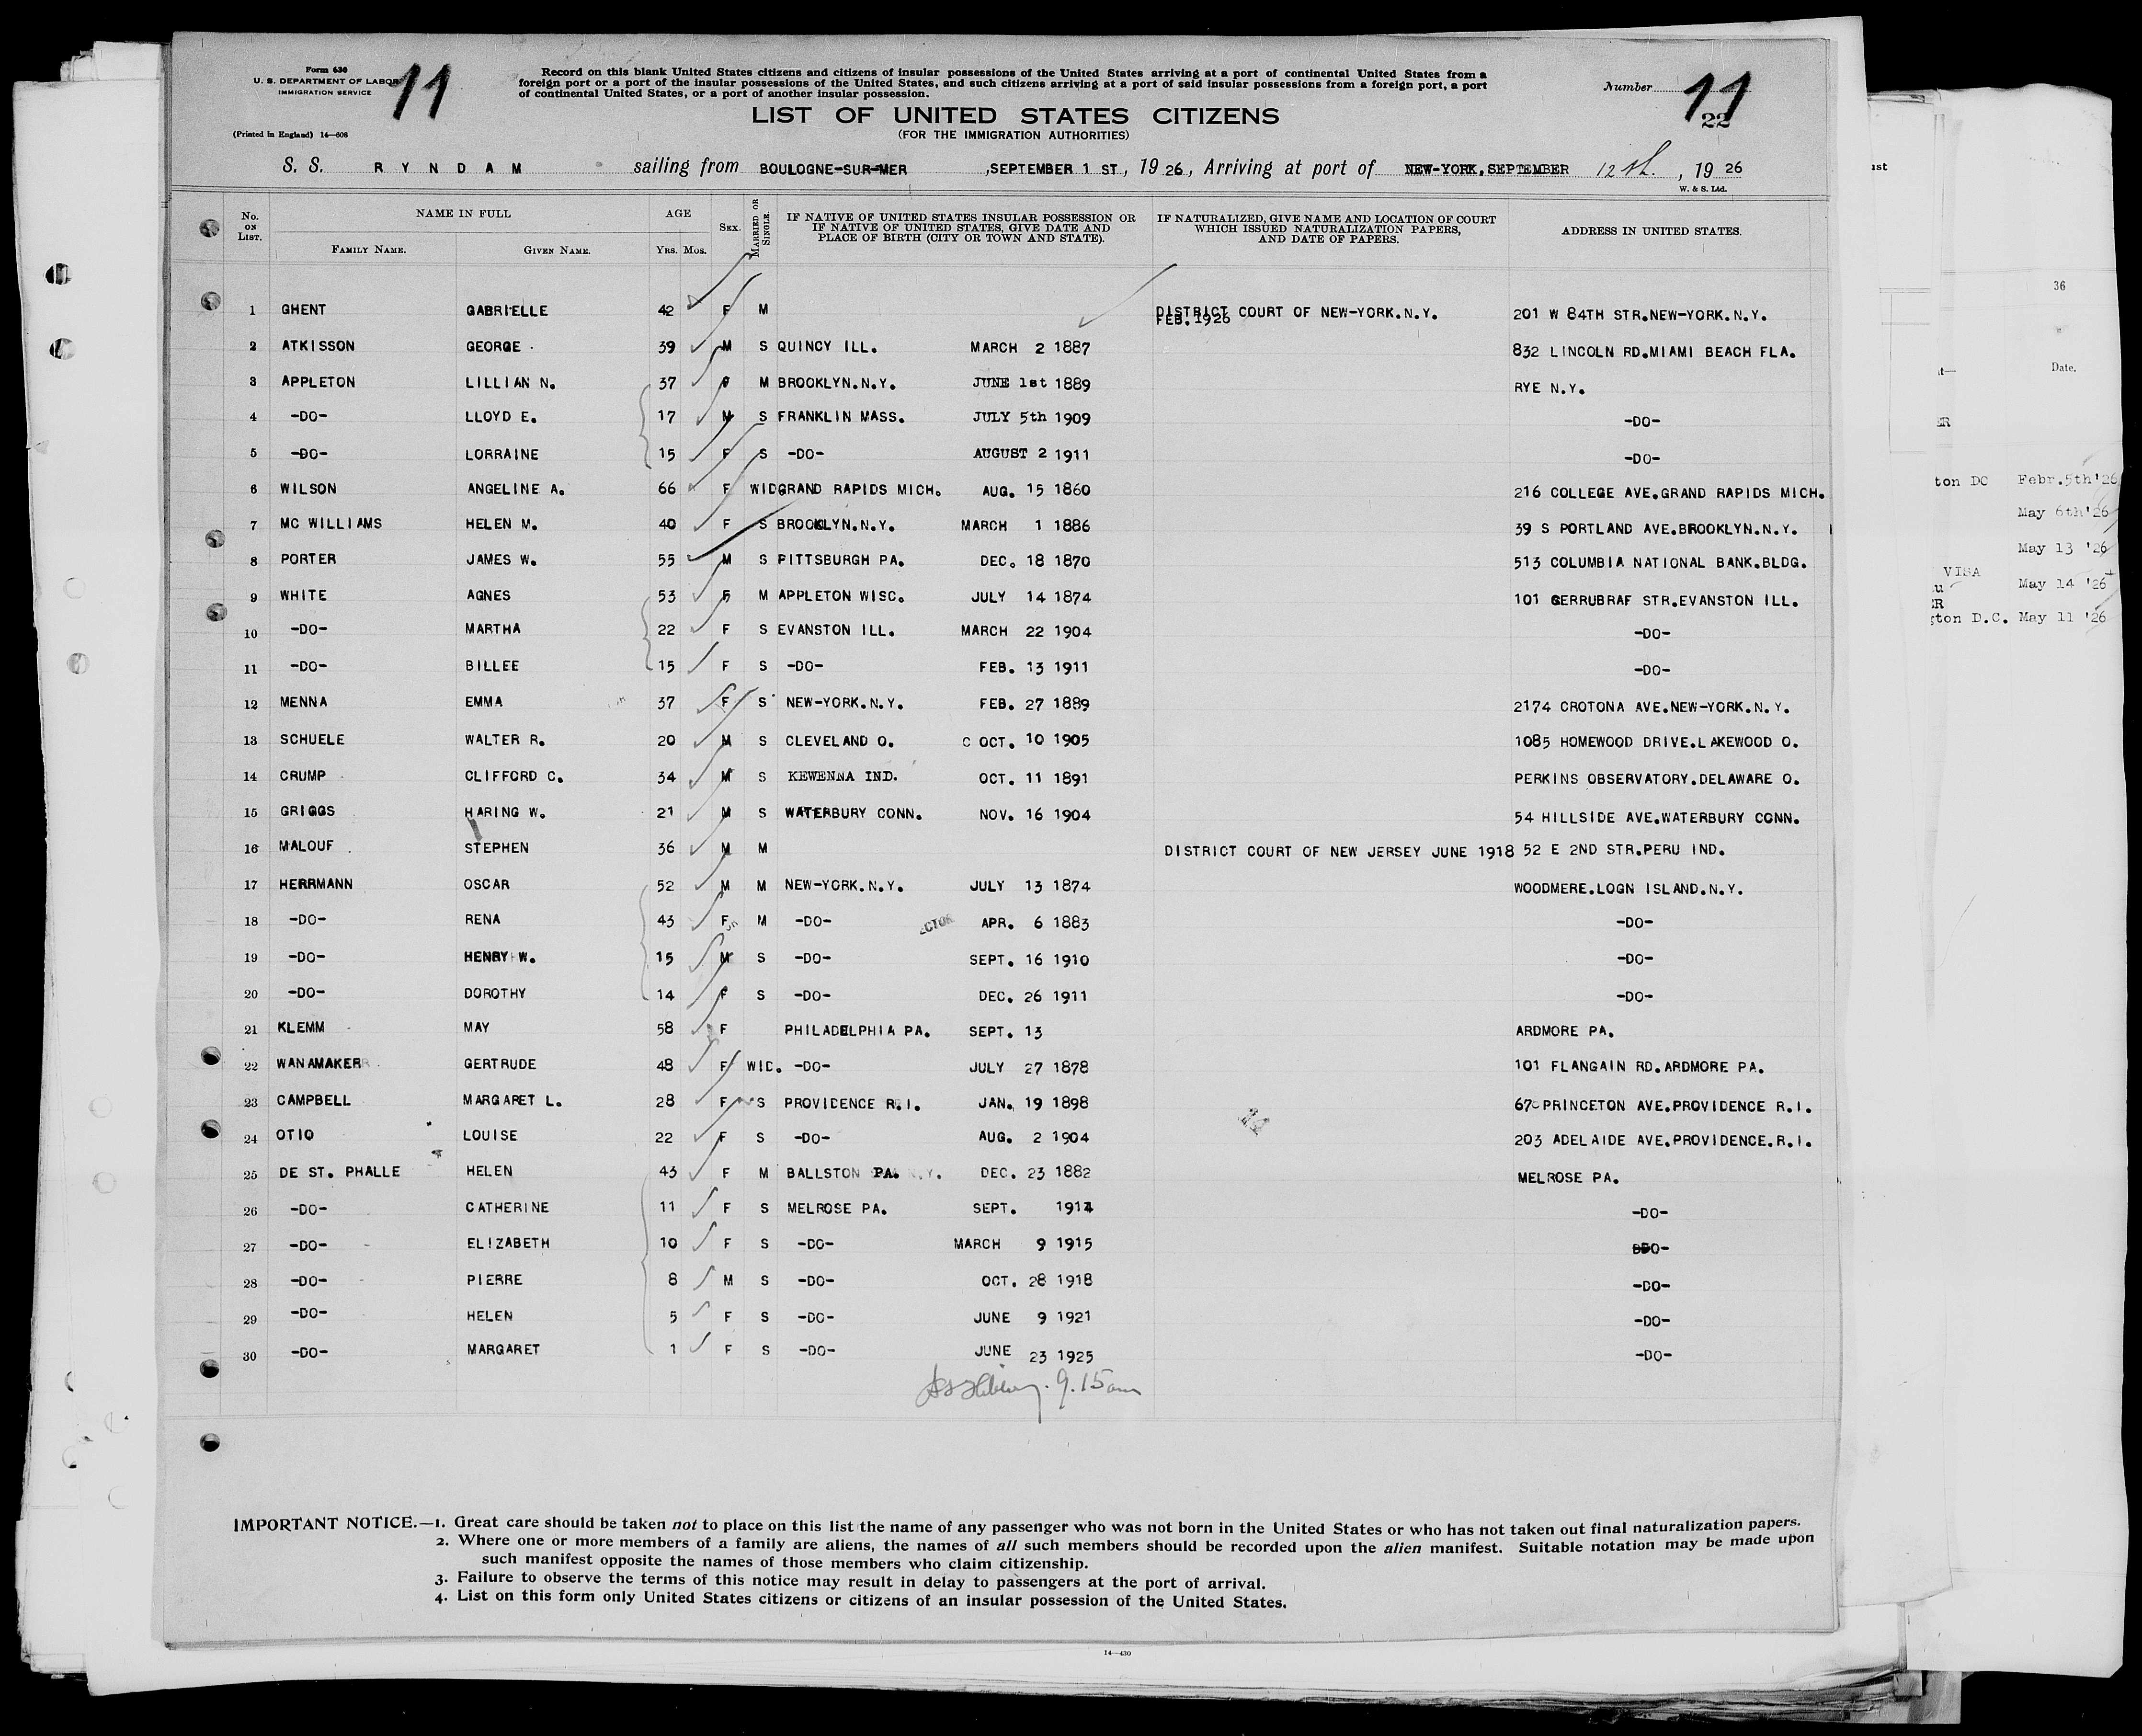 Form 630
U. S. DEPARTMENT OF LABOR
IMMIGRATION SERVICE
11
(Printed in England) 14—608
Record on this blank United States citizens and citizens of insular possessions of the United States arriving at a port of continental United States from a
foreign port or a port of the insular possessions of the United States, and such citizens arriving at a port of said insular possessions from a foreign port, a port
of continental United States, or a port of another insular possession.
Number 11
22
LIST OF UNITED STATES CITIZENS
(FOR THE IMMIGRATION AUTHORITIES)
S. S. RYNDAM sailing from BOULOGNE-SUR-MER ,SEPTEMBER 1 ST., 19 26, Arriving at port of NEW-YORK,SEPTEMBER 12th. , 19 26
W. & S. Ltd.
No. ON LIST. NAME IN FULL AGE SEX. MARRIED OR SINGLE. IF NATIVE OF UNITED STATES INSULAR POSSESSION OR IF NATIVE OF UNITED STATES, GIVE DATE AND PLACE OF BIRTH (CITY OR TOWN AND STATE). IF NATURALIZED, GIVE NAME AND LOCATION OF COURT WHICH ISSUED NATURALIZATION PAPERS, AND DATE OF PAPERS. ADDRESS IN UNITED STATES.
FAMILY NAME. GIVEN NAME. YRS. MOS.
1 GHENT GABRIELLE 42 F M DISTRICT COURT OF NEW-YORK.N.Y. FEB.1926 201 W 84TH STR.NEW-YORK.N.Y.
2 ATKISSON GEORGE 39 M S QUINCY ILL. MARCH 2 1887 832 LINCOLN RD.MIAMI BEACH FLA.
3 APPLETON LILLIAN N. 37 F M BROOKLYN.N.Y. JUNE 1st 1889 RYE N.Y.
4 -DO- LLOYD E. 17 M S FRANKLIN MASS. JULY 5th 1909 -DO-
5 -DO- LORRAINE 15 F S -DO- AUGUST 2 1911 -DO-
6 WILSON ANGELINE A. 66 F WID GRAND RAPIDS MICH. AUG. 15 1860 216 COLLEGE AVE.GRAND RAPIDS MICH.
7 MC WILLIAMS HELEN M. 40 F S BROOKLYN.N.Y. MARCH 1 1886 39 S PORTLAND AVE.BROOKLYN.N.Y.
8 PORTER JAMES W. 55 M S PITTSBURGH PA. DEC. 18 1870 513 COLUMBIA NATIONAL BANK.BLDG.
9 WHITE AGNES 53 F M APPLETON WISC. JULY 14 1874 101 GERRUBRAF STR.EVANSTON ILL.
10 -DO- MARTHA 22 F S EVANSTON ILL. MARCH 22 1904 -DO-
11 -DO- BILLEE 15 F S -DO- FEB. 13 1911 -DO-
12 MENNA EMMA 37 F S NEW-YORK.N.Y. FEB. 27 1889 2174 CROTONA AVE.NEW-YORK.N.Y.
13 SCHUELE WALTER R. 20 M S CLEVELAND O. C OCT. 10 1905 1085 HOMEWOOD DRIVE.LAKEWOOD O.
14 CRUMP CLIFFORD C. 34 M S KEWENNA IND. OCT. 11 1891 PERKINS OBSERVATORY.DELAWARE O.
15 GRIGGS HARING W. 21 M S WATERBURY CONN. NOV. 16 1904 54 HILLSIDE AVE.WATERBURY CONN.
16 MALOUF STEPHEN 36 M M DISTRICT COURT OF NEW JERSEY JUNE 1918 52 E 2ND STR.PERU IND.
17 HERRMANN OSCAR 52 M M NEW-YORK.N.Y. JULY 13 1874 WOODMERE.LOGN ISLAND.N.Y.
18 -DO- RENA 43 F M -DO- APR. 6 1883 -DO-
19 -DO- HENRY W. 15 M S -DO- SEPT. 16 1910 -DO-
20 -DO- DOROTHY 14 F S -DO- DEC. 26 1911 -DO-
21 KLEMM MAY 58 F PHILADELPHIA PA. SEPT. 13 ARDMORE PA.
22 WANAMAKER GERTRUDE 48 F WID. -DO- JULY 27 1878 101 FLANGAIN RD.ARDMORE PA.
23 CAMPBELL MARGARET L. 28 F S PROVIDENCE R.I. JAN. 19 1898 67 PRINCETON AVE.PROVIDENCE R.I.
24 OTIO LOUISE 22 F S -DO- AUG. 2 1904 203 ADELAIDE AVE.PROVIDENCE.R.I.
25 DE ST. PHALLE HELEN 43 F M BALLSTON PA. N.Y. DEC. 23 1882 MELROSE PA.
26 -DO- CATHERINE 11 F S MELROSE PA. SEPT. 1914 -DO-
27 -DO- ELIZABETH 10 F S -DO- MARCH 9 1915 -DO-
28 -DO- PIERRE 8 M S -DO- OCT. 28 1918 -DO-
29 -DO- HELEN 5 F S -DO- JUNE 9 1921 -DO-
30 -DO- MARGARET 1 F S -DO- JUNE 23 1925 -DO-
9.15 am
IMPORTANT NOTICE.—1. Great care should be taken not to place on this list the name of any passenger who was not born in the United States or who has not taken out final naturalization papers.
2. Where one or more members of a family are aliens, the names of all such members should be recorded upon the alien manifest. Suitable notation may be made upon
such manifest opposite the names of those members who claim citizenship.
3. Failure to observe the terms of this notice may result in delay to passengers at the port of arrival.
4. List on this form only United States citizens or citizens of an insular possession of the United States.
14—430
36
Date.
ton DC Febr.5th'26
May 6th'26
May 13 '26
VISA
May 14 '26
ton D.C. May 11 '26